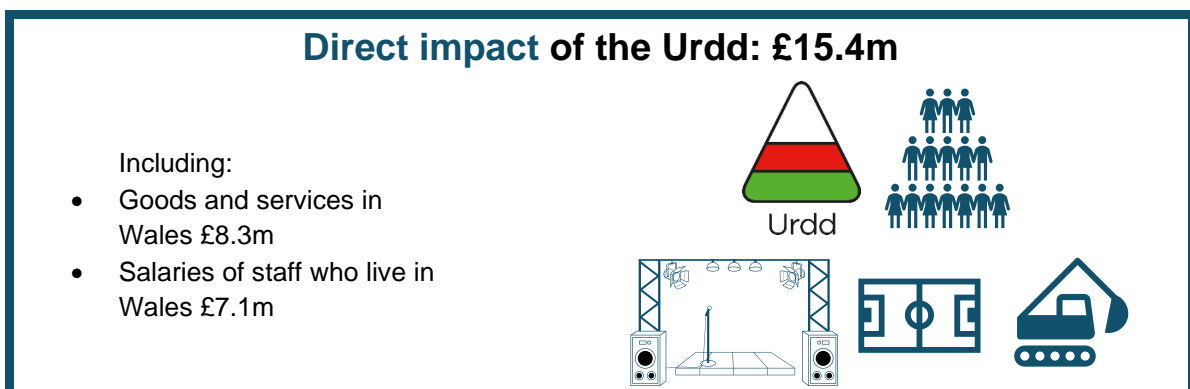 Direct impact of the Urdd: £15.4m
Including:
• Goods and services in
Wales £8.3m
• Salaries of staff who live in
Wales £7.1m
Urdd